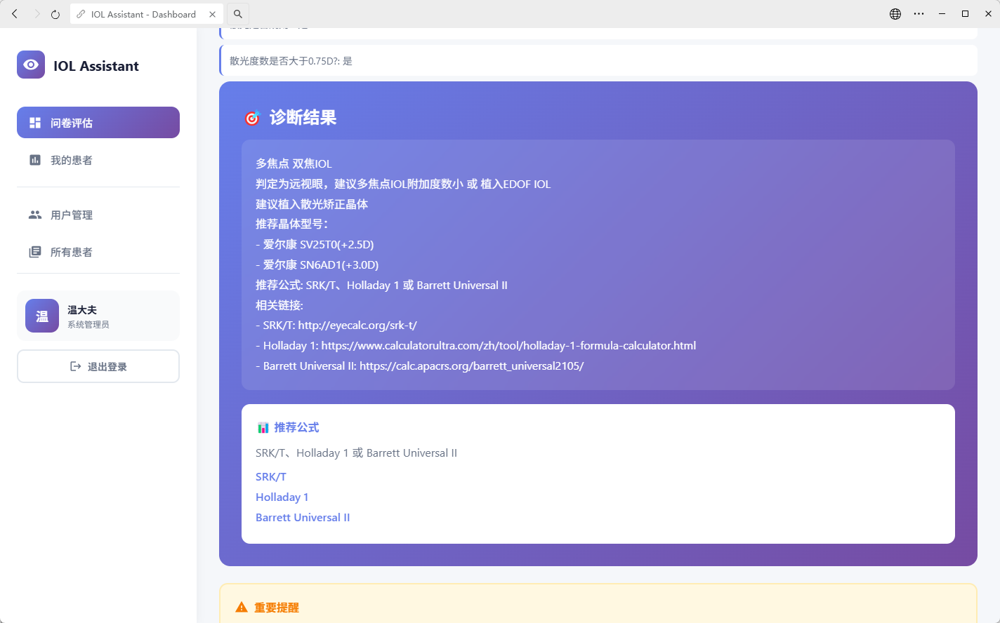 IOL Assistant - Dashboard
IOL Assistant
问卷评估
我的患者
用户管理
所有患者
温
温大夫
系统管理员
退出登录
散光度数是否大于0.75D?: 是
🎯 诊断结果
多焦点 双焦IOL
判定为远视眼，建议多焦点IOL附加度数小 或 植入EDOF IOL
建议植入散光矫正晶体
推荐晶体型号：
- 爱尔康 SV25T0(+2.5D)
- 爱尔康 SN6AD1(+3.0D)
推荐公式: SRK/T、Holladay 1 或 Barrett Universal II
相关链接:
- SRK/T: http://eyecalc.org/srk-t/
- Holladay 1: https://www.calculatorultra.com/zh/tool/holladay-1-formula-calculator.html
- Barrett Universal II: https://calc.apacrs.org/barrett_universal2105/
📊 推荐公式
SRK/T、Holladay 1 或 Barrett Universal II
SRK/T
Holladay 1
Barrett Universal II
重要提醒